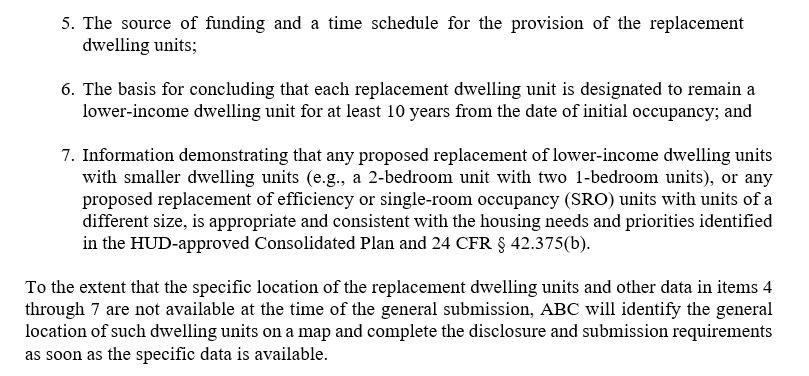 5. The source of funding and a time schedule for the provision of the replacement
dwelling units;
6. The basis for concluding that each replacement dwelling unit is designated to remain a
lower-income dwelling unit for at least 10 years from the date of initial occupancy; and
7. Information demonstrating that any proposed replacement of lower-income dwelling units
with smaller dwelling units (e.g., a 2-bedroom unit with two 1-bedroom units), or any
proposed replacement of efficiency or single-room occupancy (SRO) units with units of a
different size, is appropriate and consistent with the housing needs and priorities identified
in the HUD-approved Consolidated Plan and 24 CFR § 42.375(b).
To the extent that the specific location of the replacement dwelling units and other data in items 4
through 7 are not available at the time of the general submission, ABC will identify the general
location of such dwelling units on a map and complete the disclosure and submission requirements
as soon as the specific data is available.